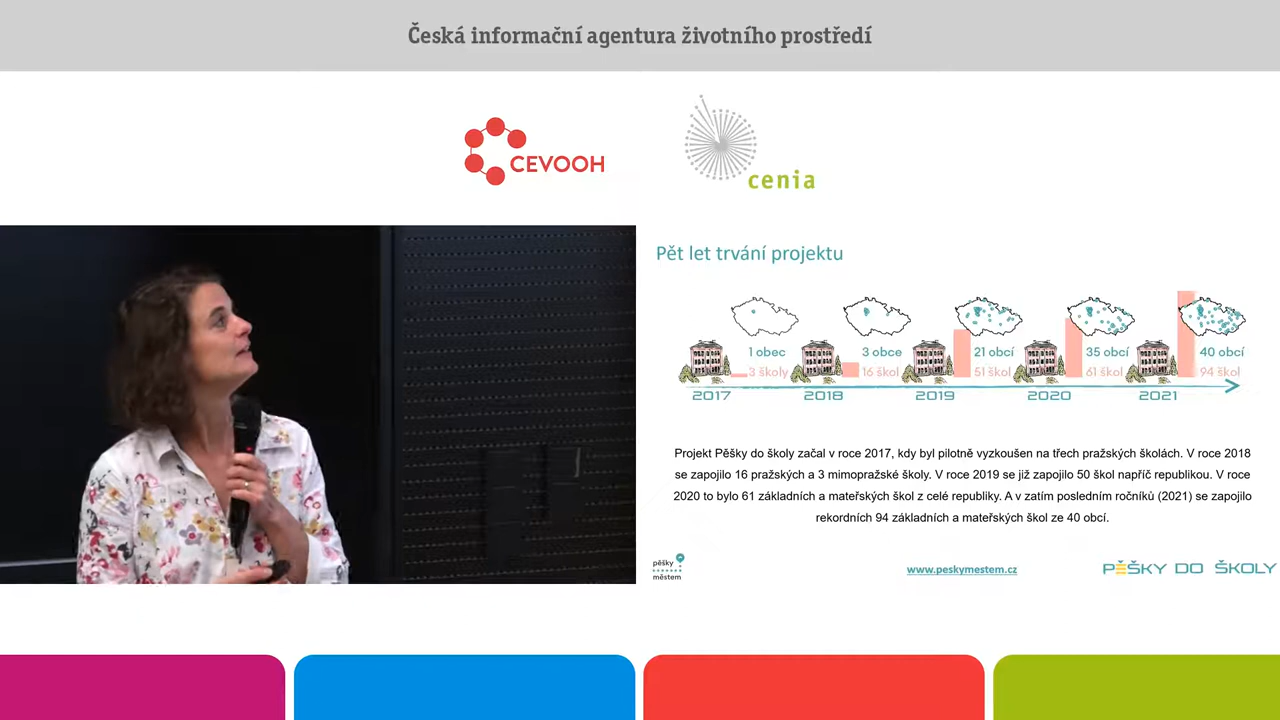 Česká informační agentura životního prostředí
CEVOOH
cenia
Pět let trvání projektu
1 obec
3 obce
21 obcí
35 obcí
40 obcí
3 školy
16 škol
51 škol
61 škol
94 škol
2017
2018
2019
2020
2021
Projekt Pěšky do školy začal v roce 2017, kdy byl pilotně vyzkoušen na třech pražských školách. V roce 2018
se zapojilo 16 pražských a 3 mimopražské školy. V roce 2019 se již zapojilo 50 škol napříč republikou. V roce
2020 to bylo 61 základních a mateřských škol z celé republiky. A v zatím posledním ročníků (2021) se zapojilo
rekordních 94 základních a mateřských škol ze 40 obcí.
pěšky
městem
www.peskymestem.cz
PĚŠKY DO ŠKOLY